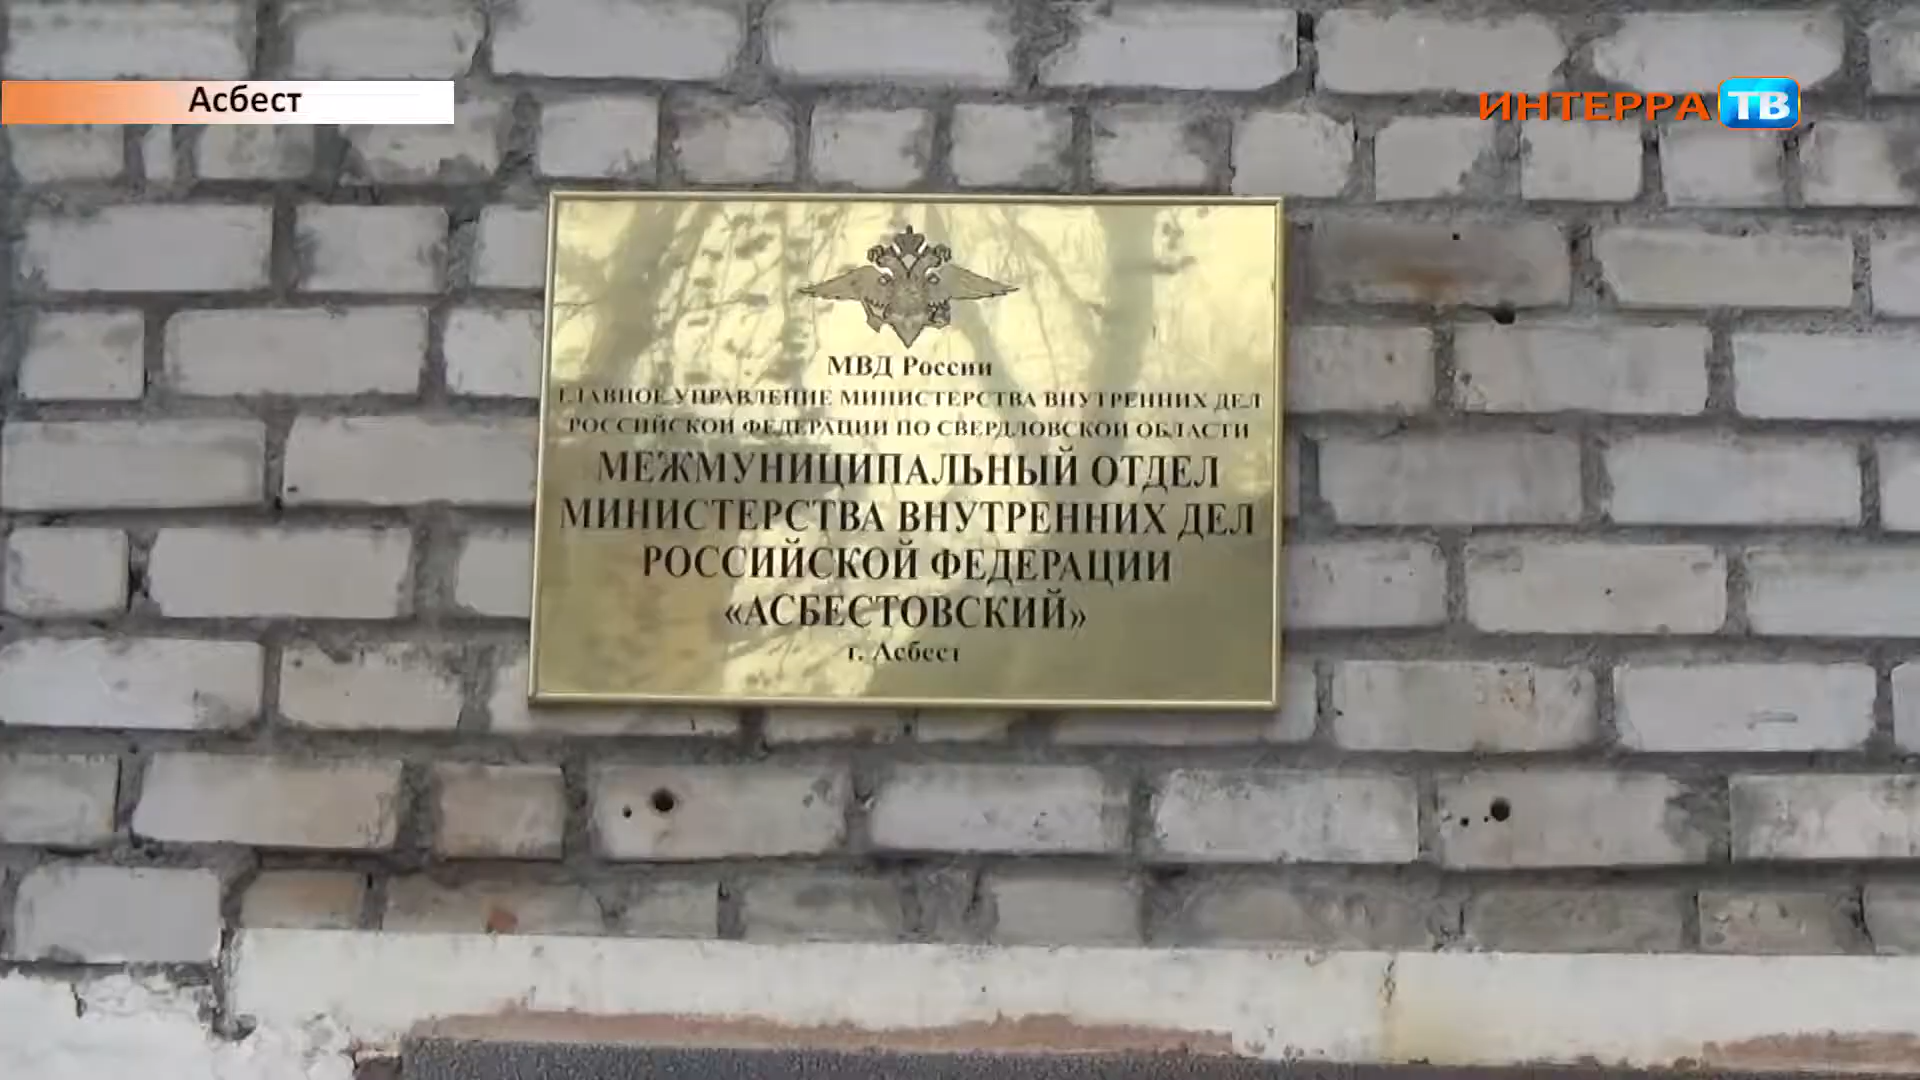 Асбест
ИНТЕРРА ТВ
МВД России
ГЛАВНОЕ УПРАВЛЕНИЕ МИНИСТЕРСТВА ВНУТРЕННИХ ДЕЛ
РОССИЙСКОЙ ФЕДЕРАЦИИ ПО СВЕРДЛОВСКОЙ ОБЛАСТИ
МЕЖМУНИЦИПАЛЬНЫЙ ОТДЕЛ
МИНИСТЕРСТВА ВНУТРЕННИХ ДЕЛ
РОССИЙСКОЙ ФЕДЕРАЦИИ
«АСБЕСТОВСКИЙ»
г. Асбест